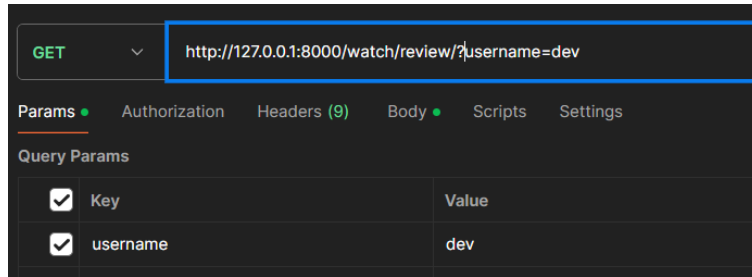 GET http://127.0.0.1:8000/watch/review/?username=dev
Params Authorization Headers (9) Body Scripts Settings
Query Params
Key Value
username dev